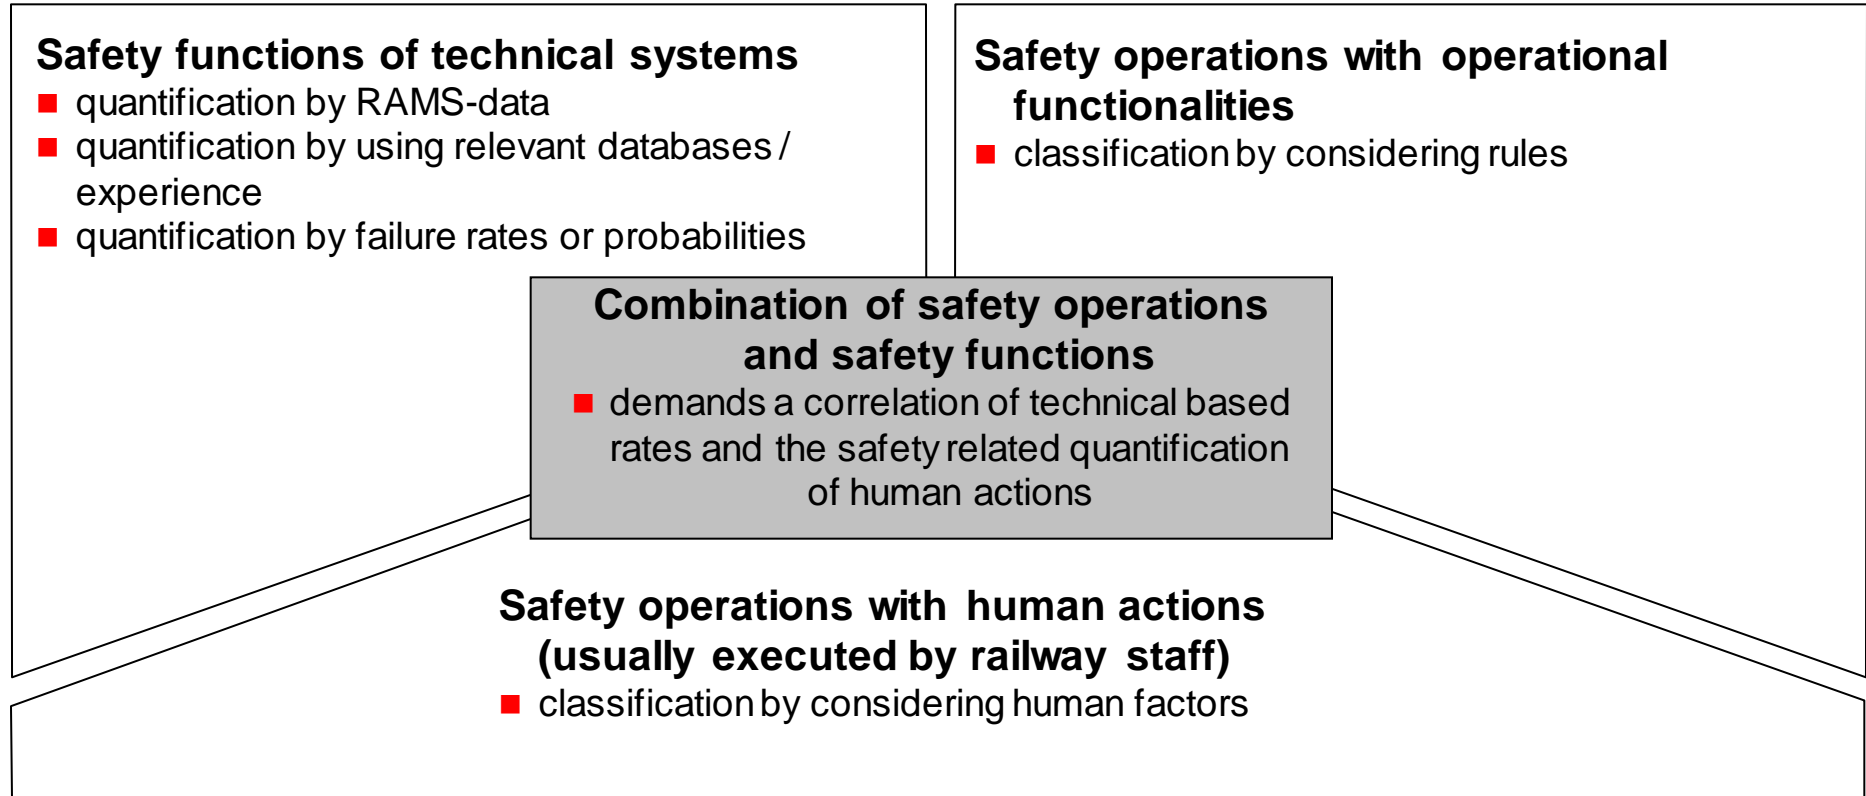 Safety functions of technical systems
quantification by RAMS-data
quantification by using relevant databases /
experience
quantification by failure rates or probabilities
Safety operations with operational
functionalities
classification by considering rules
Combination of safety operations
and safety functions
demands a correlation of technical based
rates and the safety related quantification
of human actions
Safety operations with human actions
(usually executed by railway staff)
classification by considering human factors